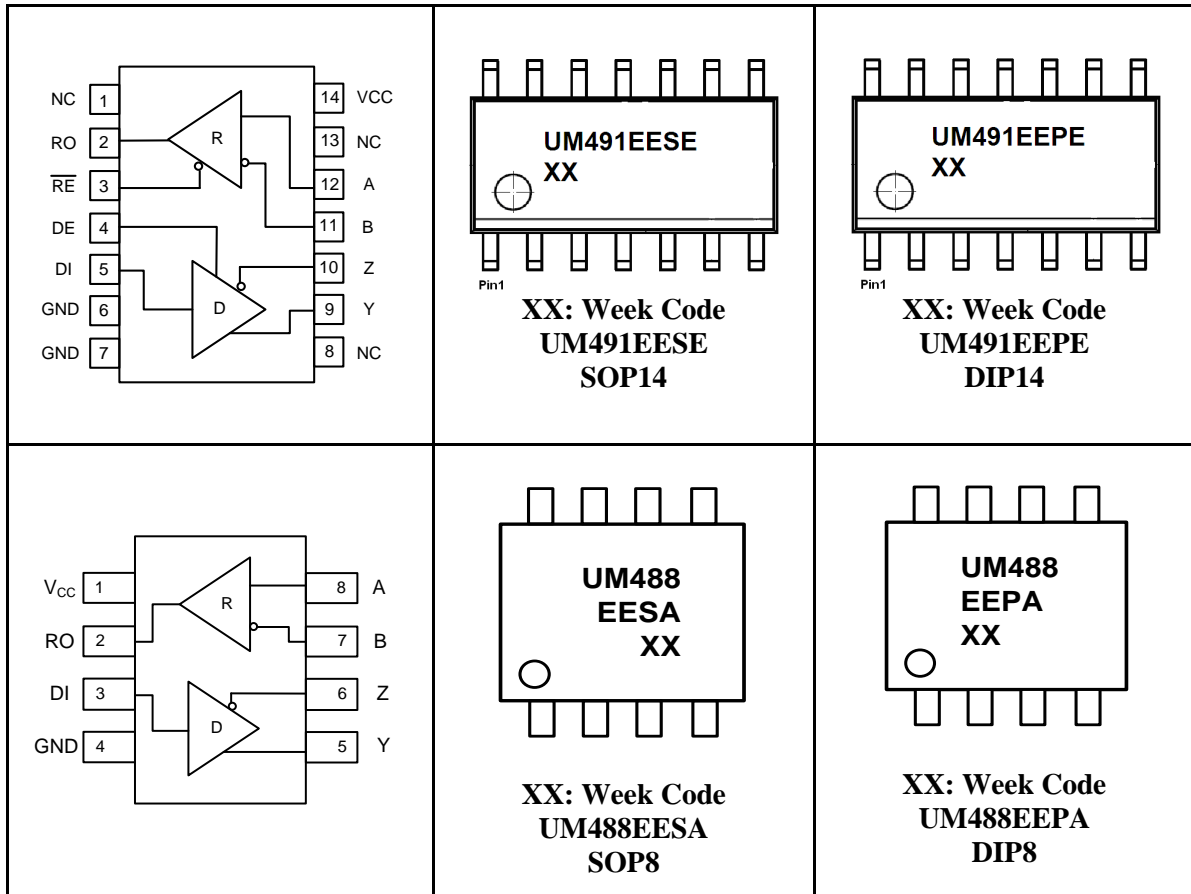 NC 1 14 VCC
RO 2 R 13 NC
RE 3 12 A
DE 4 11 B
DI 5 10 Z
GND 6 D 9 Y
GND 7 8 NC
UM491EESE
XX
Pin1
XX: Week Code
UM491EESE
SOP14
UM491EEPE
XX
Pin1
XX: Week Code
UM491EEPE
DIP14
VCC 1 8 A
RO 2 R 7 B
DI 3 6 Z
GND 4 D 5 Y
UM488
EESA
XX
XX: Week Code
UM488EESA
SOP8
UM488
EEPA
XX
XX: Week Code
UM488EEPA
DIP8